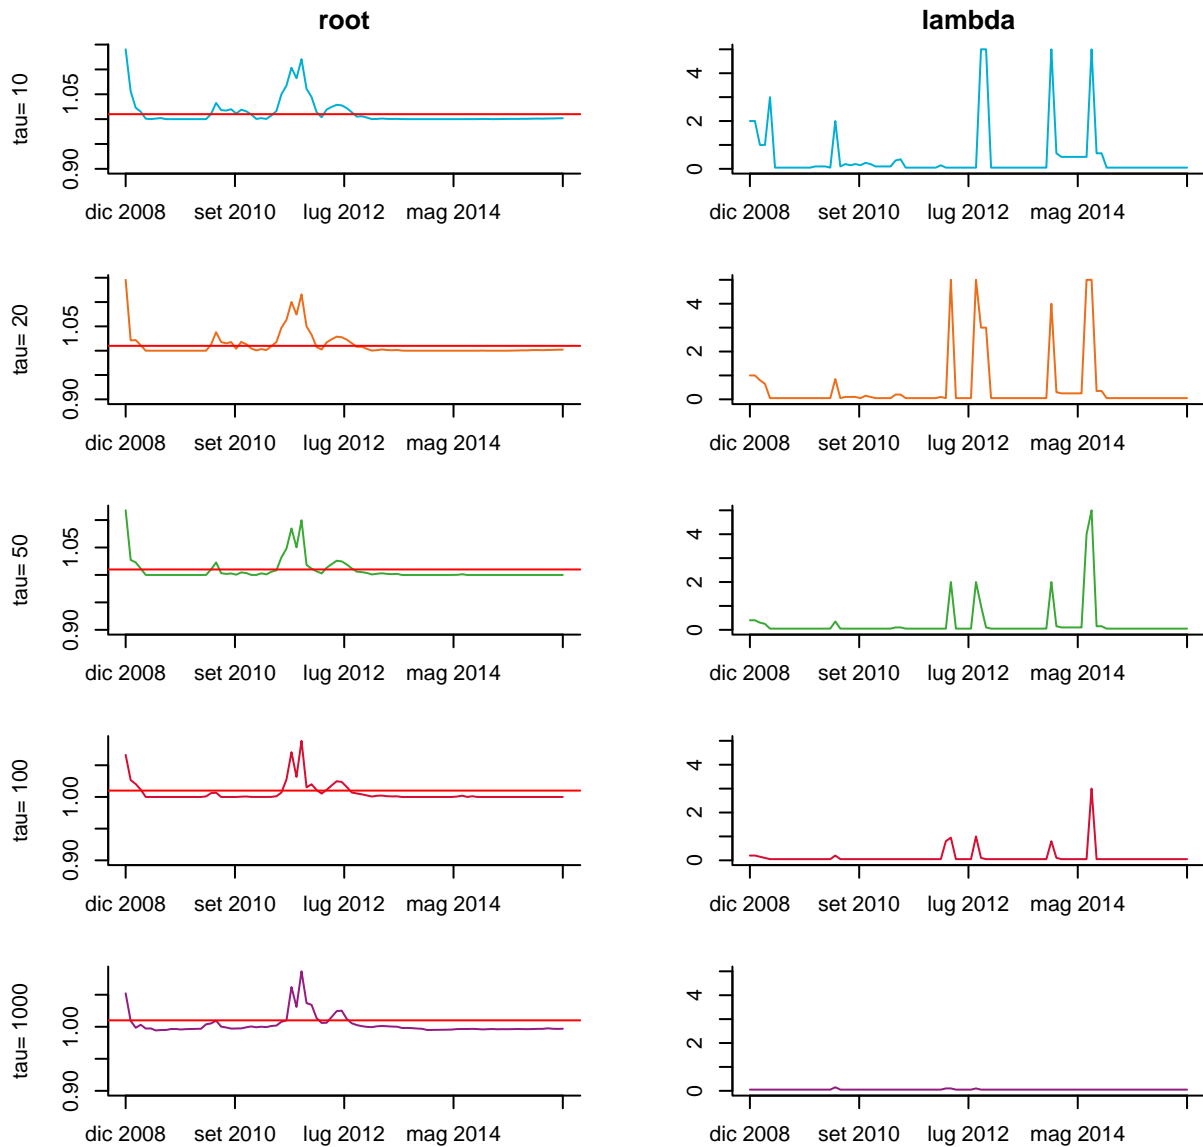 root
lambda
tau= 10
0.90 1.05
dic 2008 set 2010 lug 2012 mag 2014
0 2 4
dic 2008 set 2010 lug 2012 mag 2014
tau= 20
0.90 1.05
dic 2008 set 2010 lug 2012 mag 2014
0 2 4
dic 2008 set 2010 lug 2012 mag 2014
tau= 50
0.90 1.05
dic 2008 set 2010 lug 2012 mag 2014
0 2 4
dic 2008 set 2010 lug 2012 mag 2014
tau= 100
0.90 1.00
dic 2008 set 2010 lug 2012 mag 2014
0 2 4
dic 2008 set 2010 lug 2012 mag 2014
tau= 1000
0.90 1.00
dic 2008 set 2010 lug 2012 mag 2014
0 2 4
dic 2008 set 2010 lug 2012 mag 2014